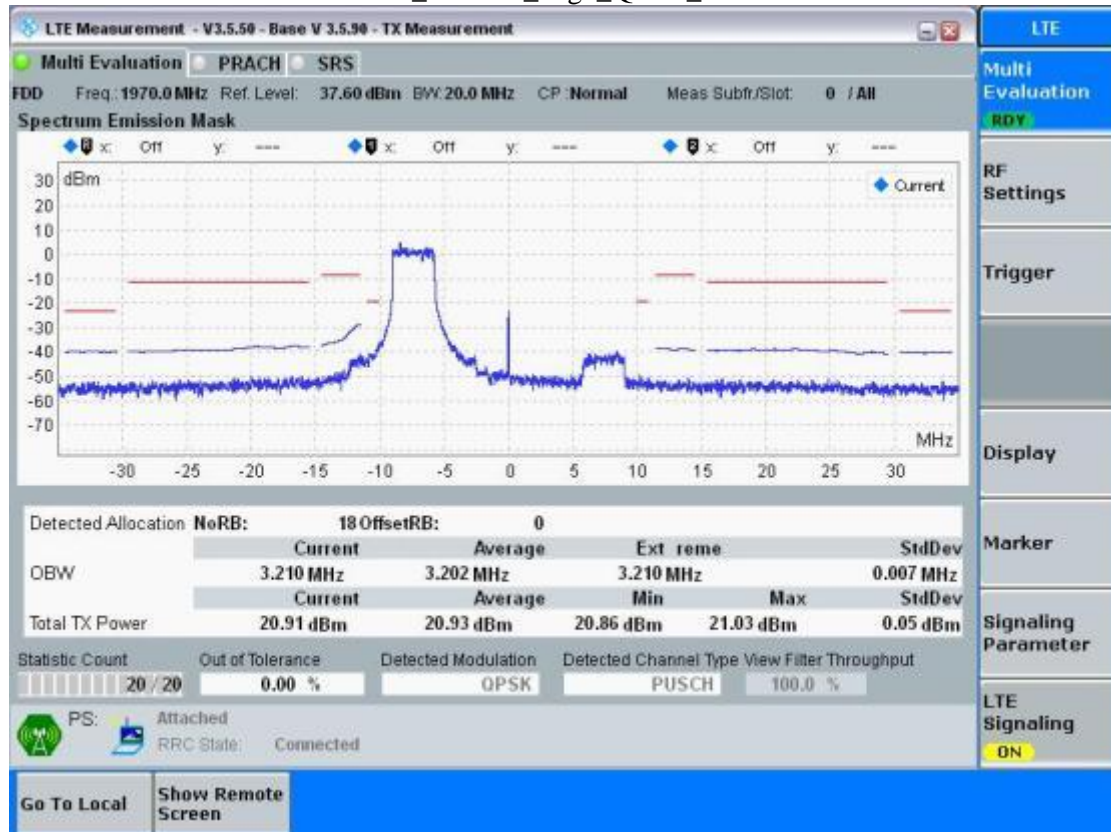 LTE Measurement - V3.5.50 - Base V 3.5.90 - TX Measurement
LTE
Multi Evaluation PRACH SRS
Multi Evaluation
RDY
FDD Freq.: 1970.0 MHz Ref. Level: 37.60 dBm BW: 20.0 MHz CP : Normal Meas Subfr./Slot: 0 / All
Spectrum Emission Mask
x: Off y: --- x: Off y: --- x: Off y: ---
RF Settings
Trigger
dBm
Current
30
20
10
0
-10
-20
-30
-40
-50
-60
-70
MHz
-30 -25 -20 -15 -10 -5 0 5 10 15 20 25 30
Display
Detected Allocation NoRB: 18 OffsetRB: 0
Current Average Ext reme StdDev
OBW 3.210 MHz 3.202 MHz 3.210 MHz 0.007 MHz
Current Average Min Max StdDev
Total TX Power 20.91 dBm 20.93 dBm 20.86 dBm 21.03 dBm 0.05 dBm
Marker
Signaling Parameter
Statistic Count Out of Tolerance Detected Modulation Detected Channel Type View Filter Throughput
20 / 20 0.00 % QPSK PUSCH 100.0 %
PS: Attached
RRC State: Connected
LTE Signaling
ON
Go To Local
Show Remote Screen